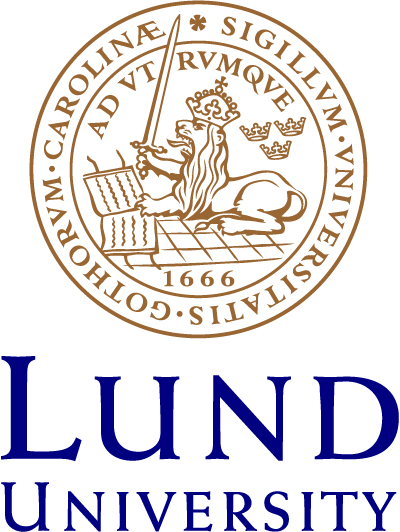 SIGILLVM · VNIVERSITATIS · GOTHORVM · CAROLINÆ
AD VTRVMQVE
1666
LUND
UNIVERSITY